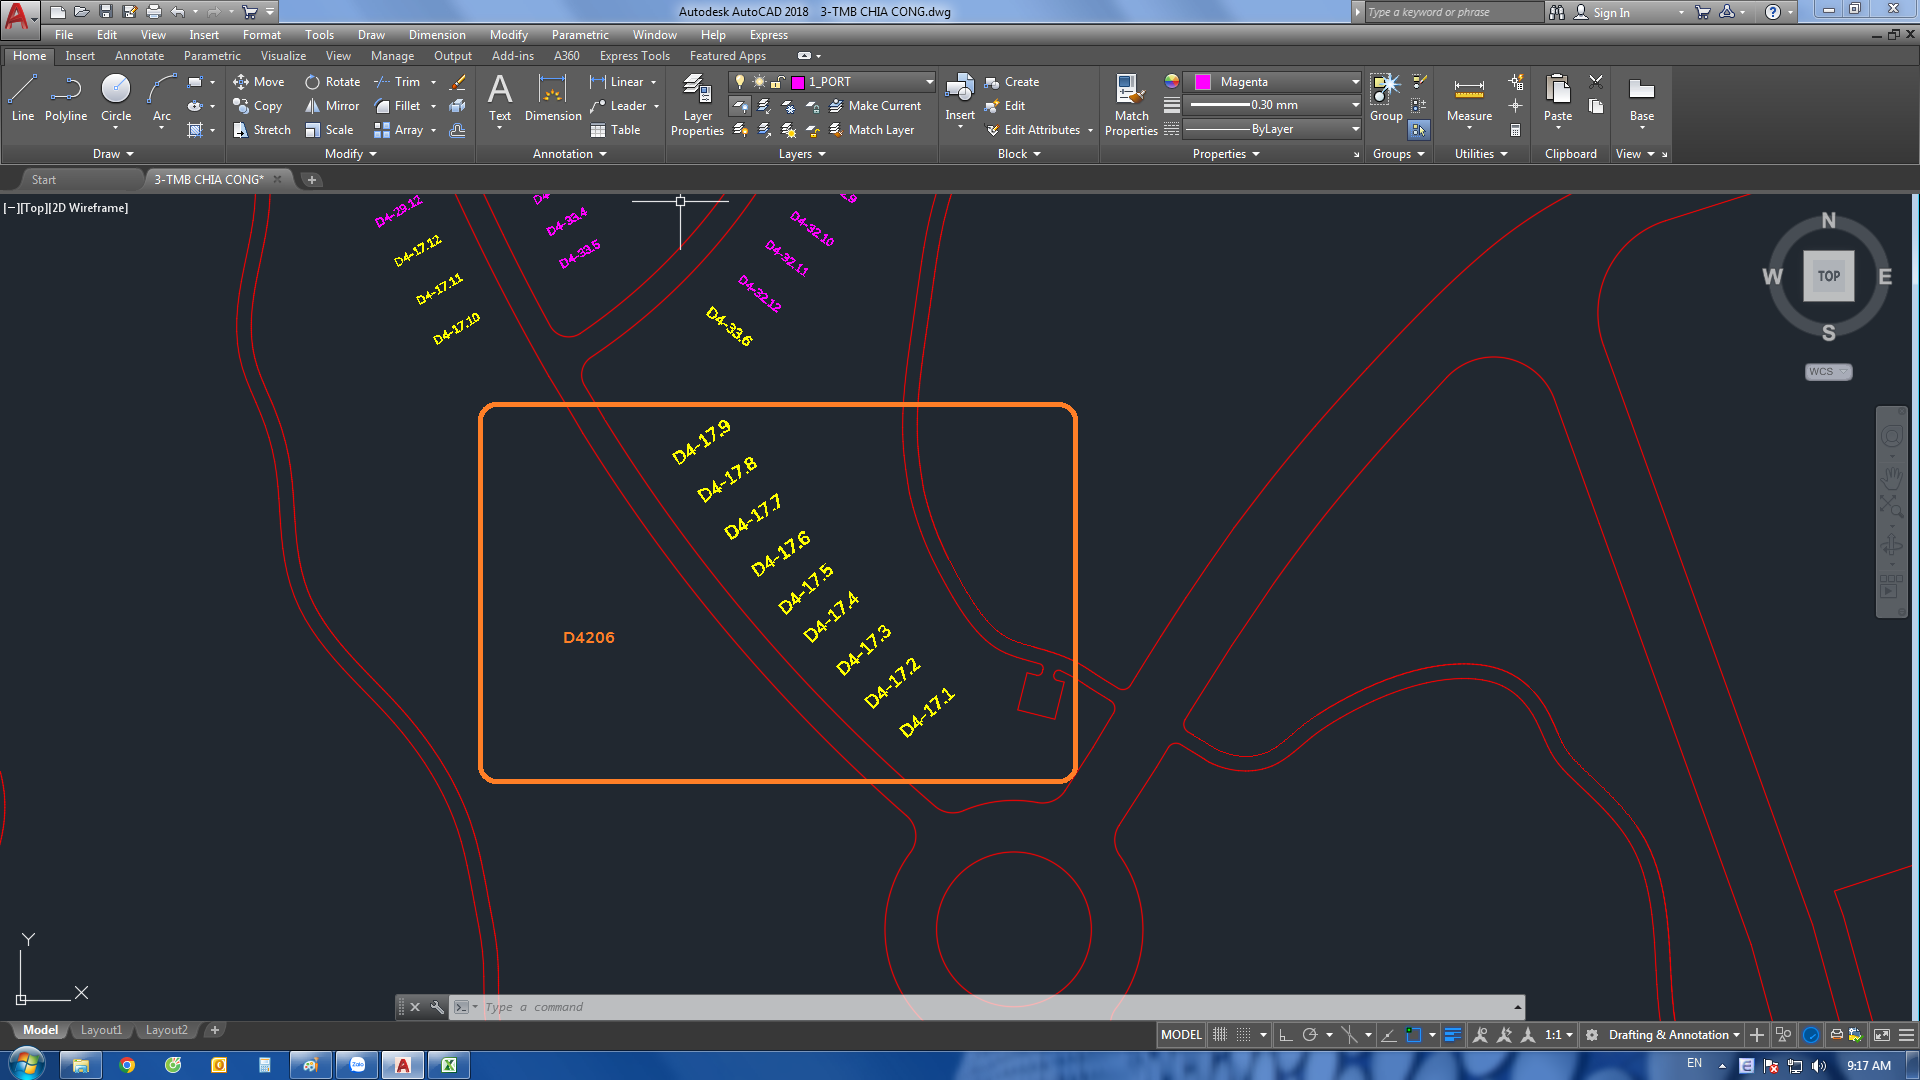 Autodesk AutoCAD 2018 3-TMB CHIA CONG.dwg
Type a keyword or phrase
Sign In
File Edit View Insert Format Tools Draw Dimension Modify Parametric Window Help Express
Home Insert Annotate Parametric Visualize View Manage Output Add-ins A360 Express Tools Featured Apps
Line
Polyline
Circle
Arc
Draw
Move Rotate Trim
Copy Mirror Fillet
Stretch Scale Array
Modify
Text
Dimension
Linear
Leader
Table
Annotation
Layer Properties
1_PORT
Make Current
Match Layer
Layers
Insert
Create
Edit
Edit Attributes
Block
Match Properties
Magenta
0.30 mm
ByLayer
Properties
Group
Groups
Measure
Utilities
Paste
Clipboard
Base
View
Start
3-TMB CHIA CONG*
[−][Top][2D Wireframe]
D4-29.12
D4-17.12
D4-17.11
D4-17.10
D4-33.4
D4-33.5
D4-32.10
D4-32.11
D4-32.12
D4-33.6
D4-17.9
D4-17.8
D4-17.7
D4-17.6
D4-17.5
D4-17.4
D4-17.3
D4-17.2
D4-17.1
D4206
N
W TOP E
S
WCS
Y
X
Type a command
Model Layout1 Layout2
MODEL
1:1
Drafting & Annotation
Zalo
EN
9:17 AM